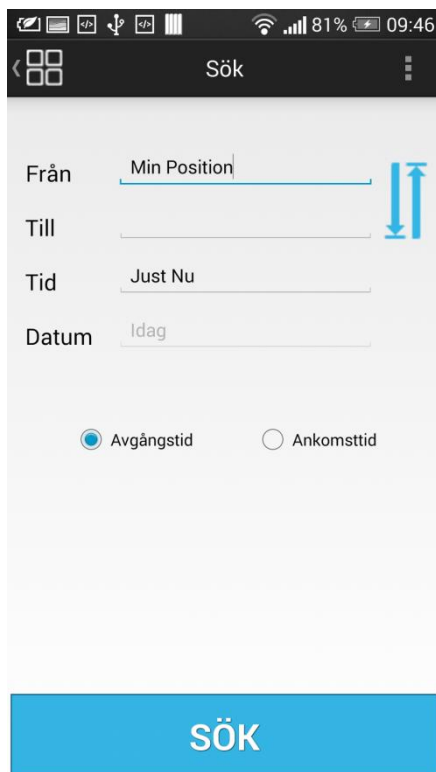 81% 09:46
Sök
Från Min Position
Till
Tid Just Nu
Datum Idag
Avgångstid Ankomsttid
SÖK